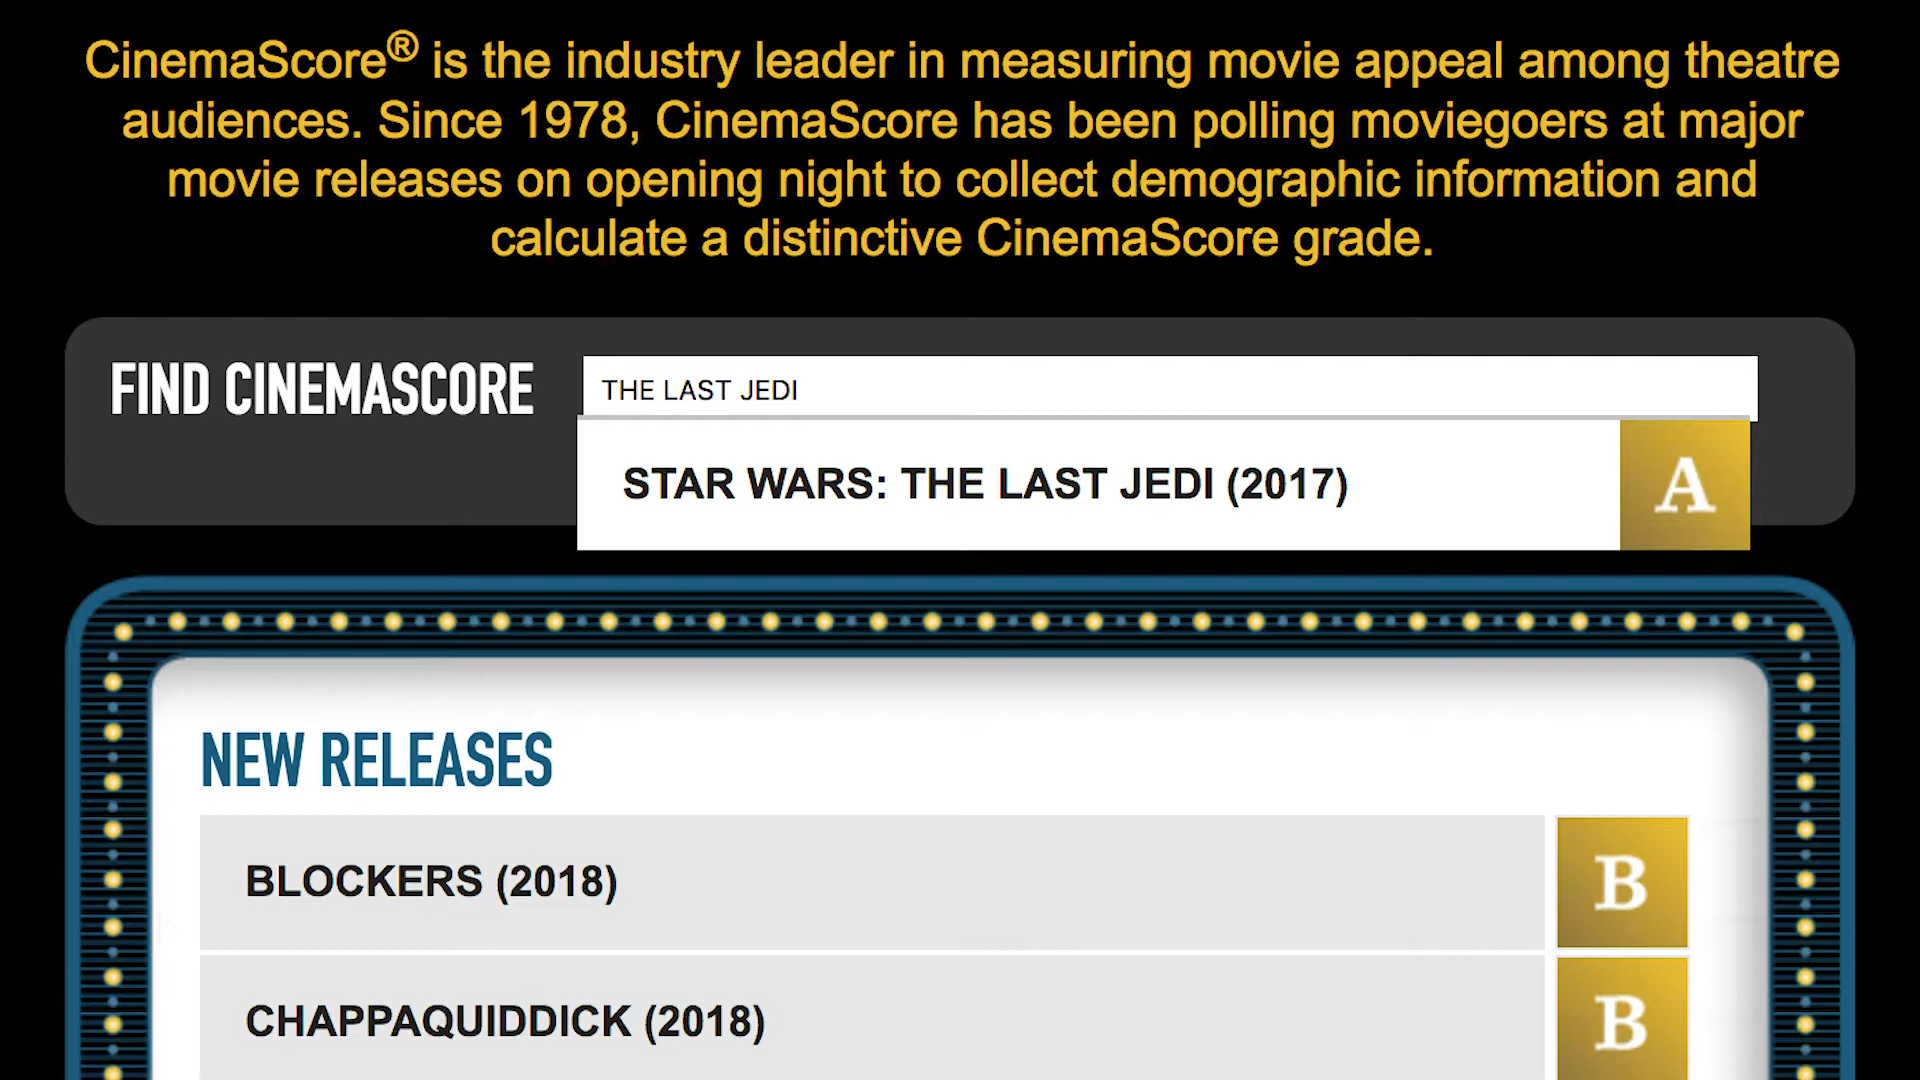 CinemaScore® is the industry leader in measuring movie appeal among theatre
audiences. Since 1978, CinemaScore has been polling moviegoers at major
movie releases on opening night to collect demographic information and
calculate a distinctive CinemaScore grade.
FIND CINEMASCORE
THE LAST JEDI
STAR WARS: THE LAST JEDI (2017)
A
NEW RELEASES
BLOCKERS (2018)
B
CHAPPAQUIDDICK (2018)
B